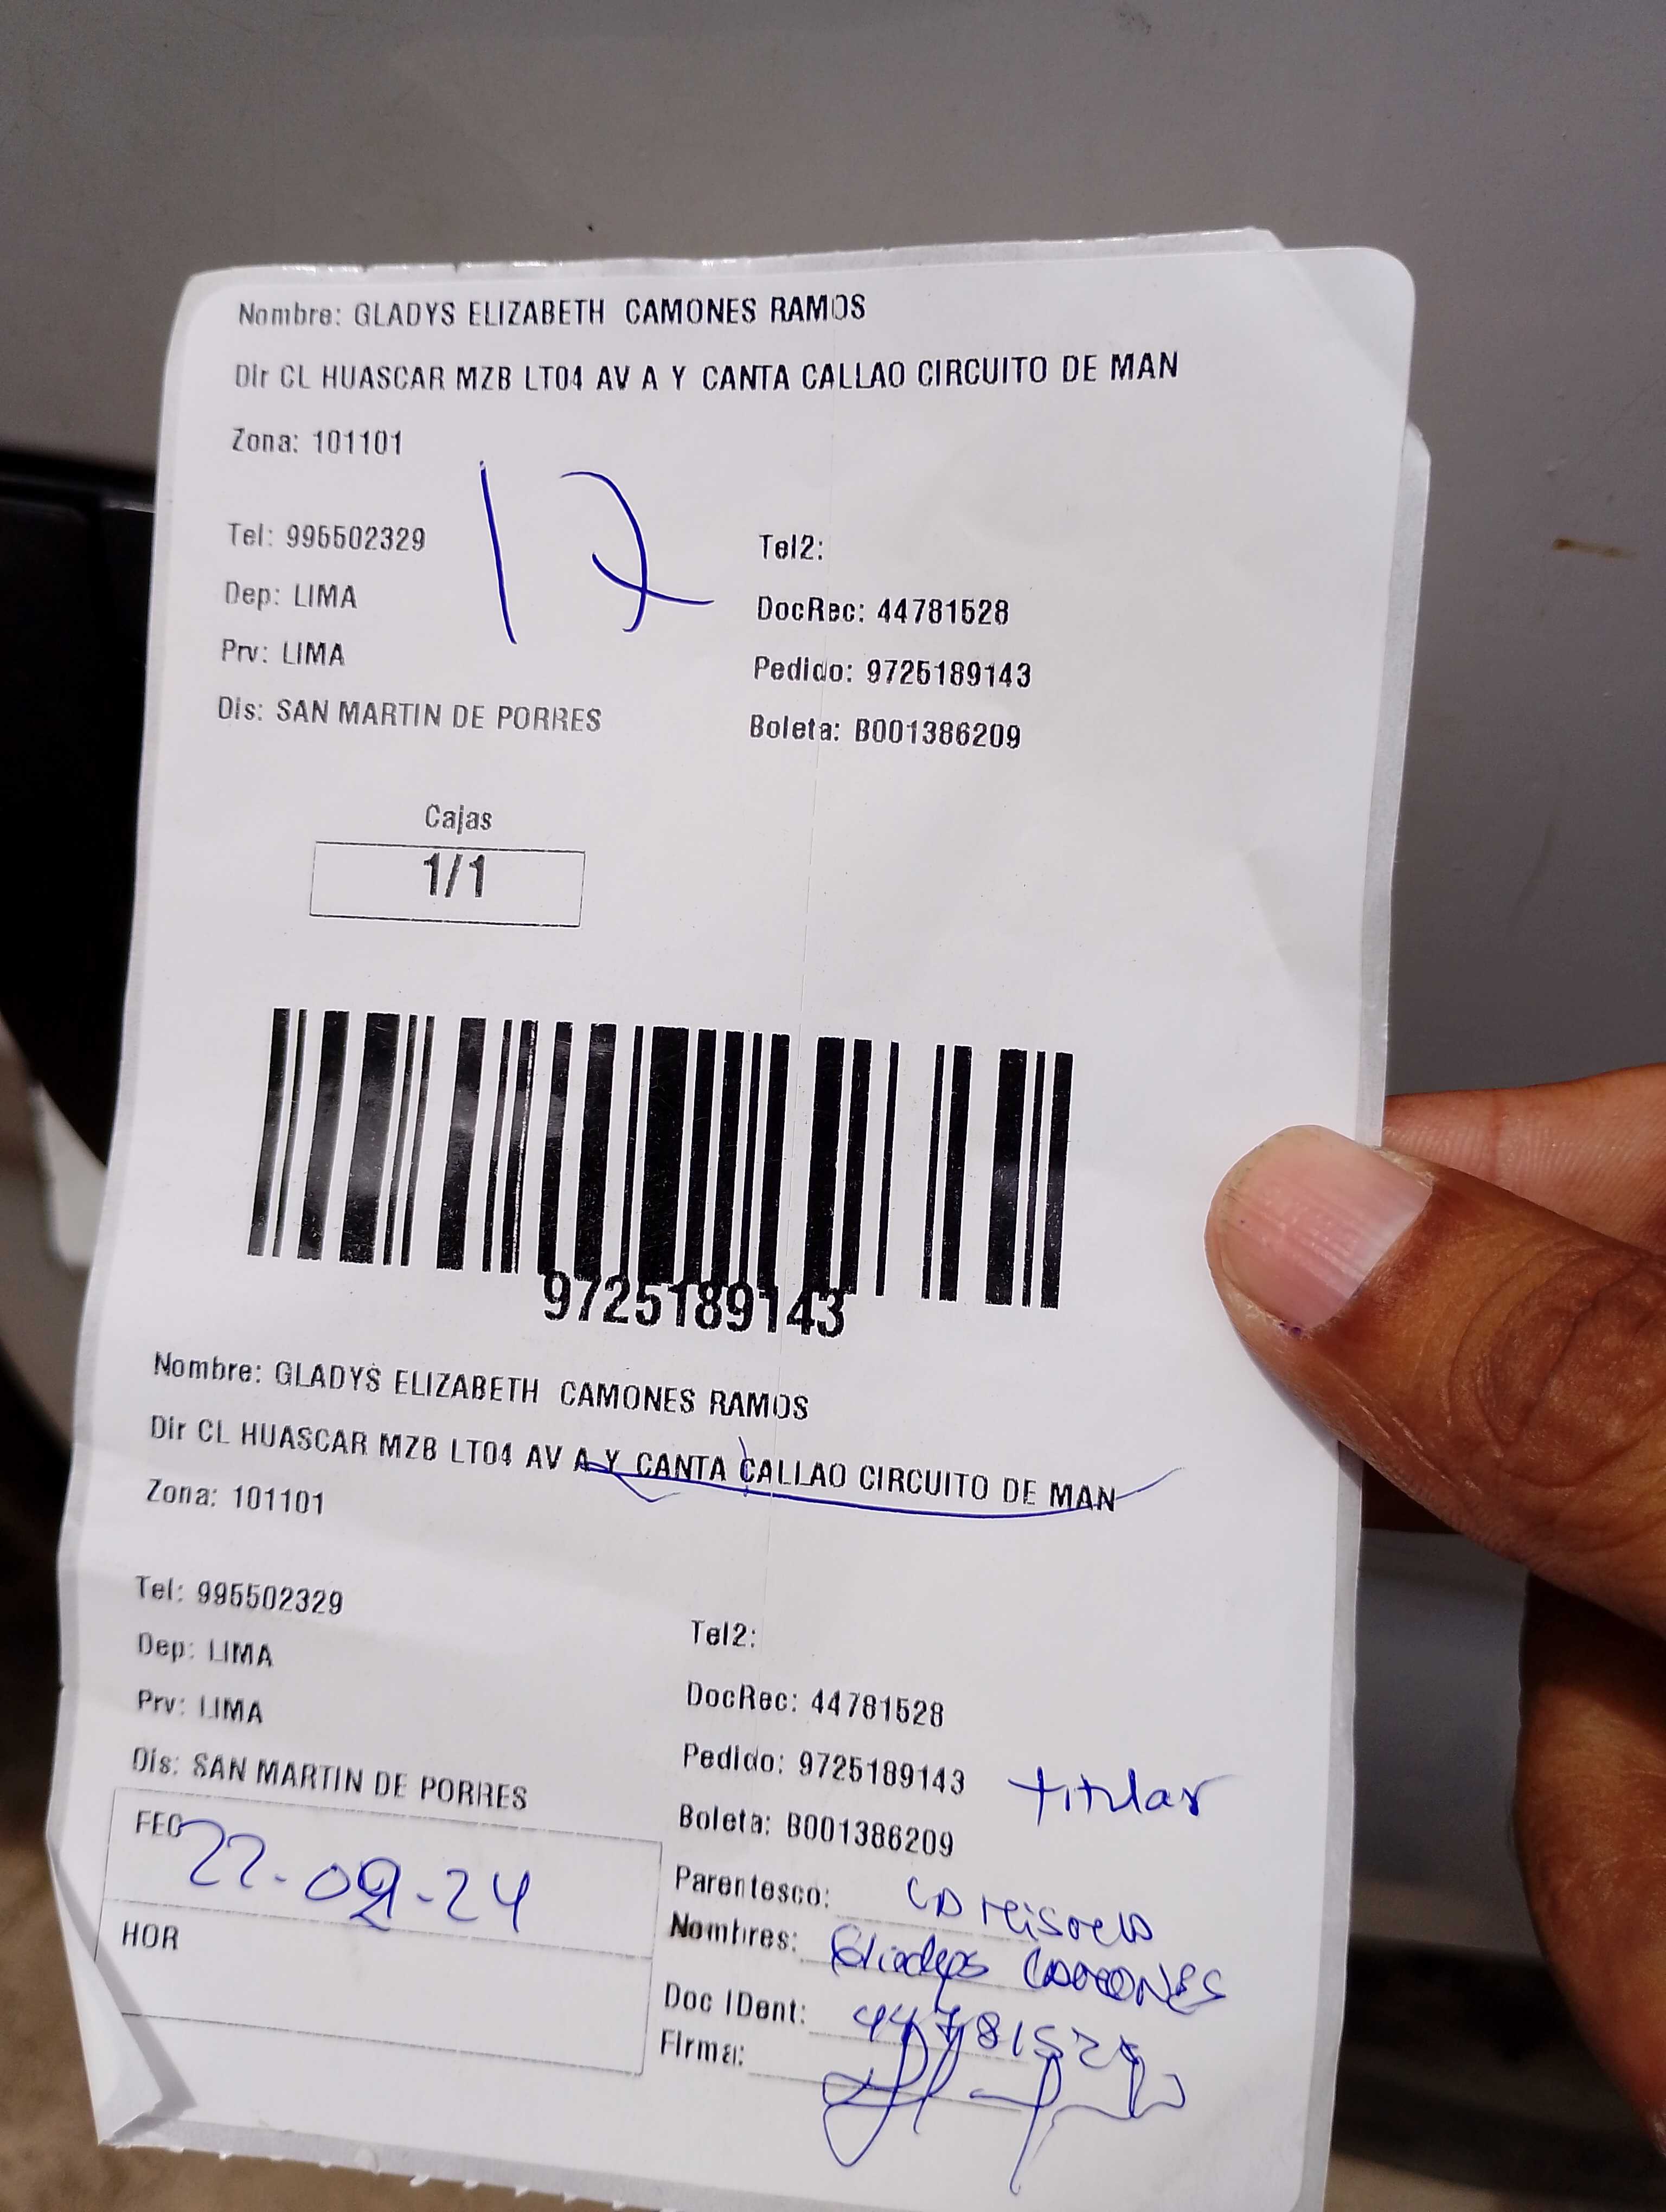 Nombre: GLADYS ELIZABETH CAMONES RAMOS
Dir CL HUASCAR MZB LT04 AV A Y CANTA CALLAO CIRCUITO DE MAN
Zona: 101101
17
Tel: 995502329
Tel2:
Dep: LIMA
DocRec: 44781528
Prv: LIMA
Pedido: 9725189143
Dis: SAN MARTIN DE PORRES
Boleta: B001386209
Cajas
1/1
9725189143
Nombre: GLADYS ELIZABETH CAMONES RAMOS
Dir CL HUASCAR MZB LT04 AV A Y CANTA CALLAO CIRCUITO DE MAN
Zona: 101101
Tel: 995502329
Tel2:
Dep: LIMA
DocRec: 44781528
Prv: LIMA
Pedido: 9725189143 titular
Dis: SAN MARTIN DE PORRES
Boleta: B001386209
FEC 22-02-24
Parentesco:
HOR
Nombres: Gladys CAMONES
Doc IDent: 44781528
Firma: